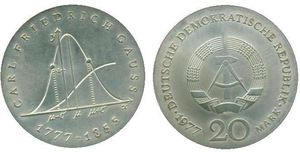 CARL FRIEDRICH GAUSS
μ-σ μ μ+σ
1777-1855
DEUTSCHE DEMOKRATISCHE REPUBLIK
1977
20
MARK